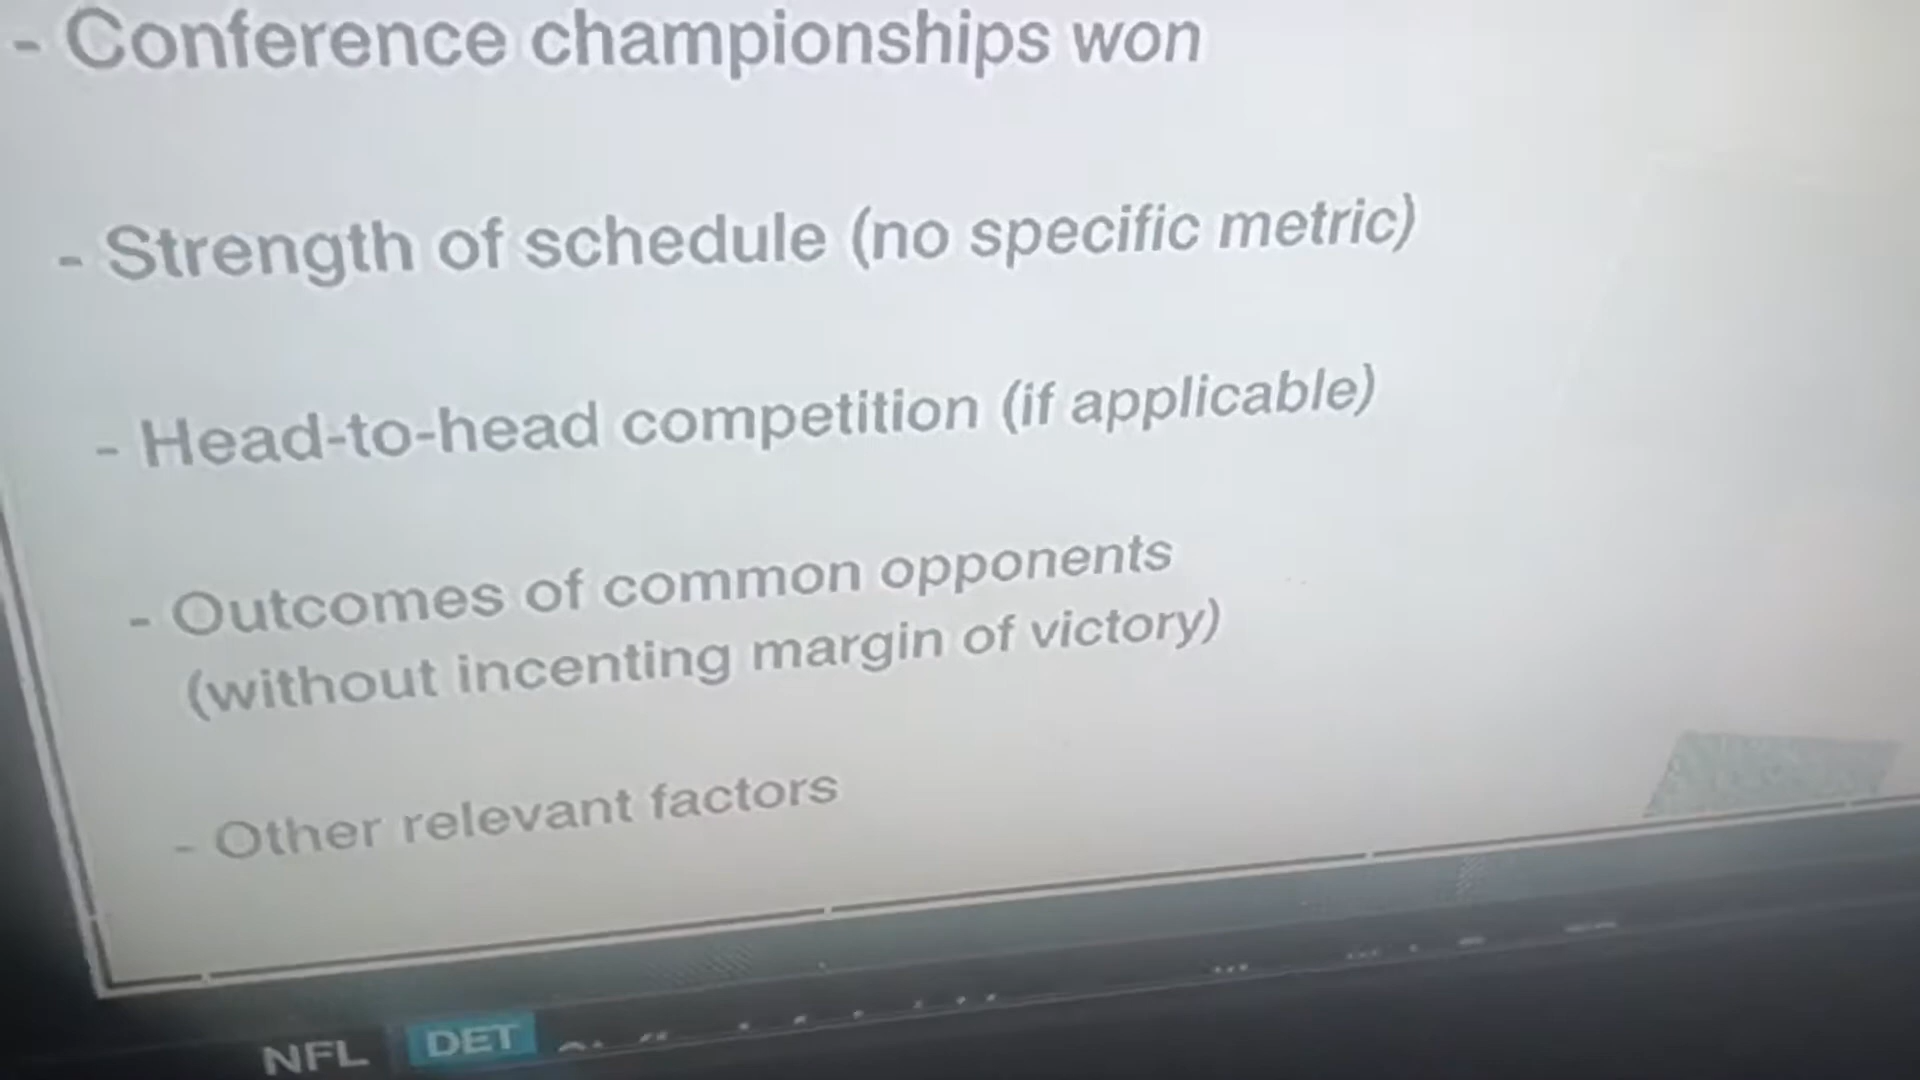 - Conference championships won
- Strength of schedule (no specific metric)
- Head-to-head competition (if applicable)
- Outcomes of common opponents
(without incenting margin of victory)
- Other relevant factors
NFL DET